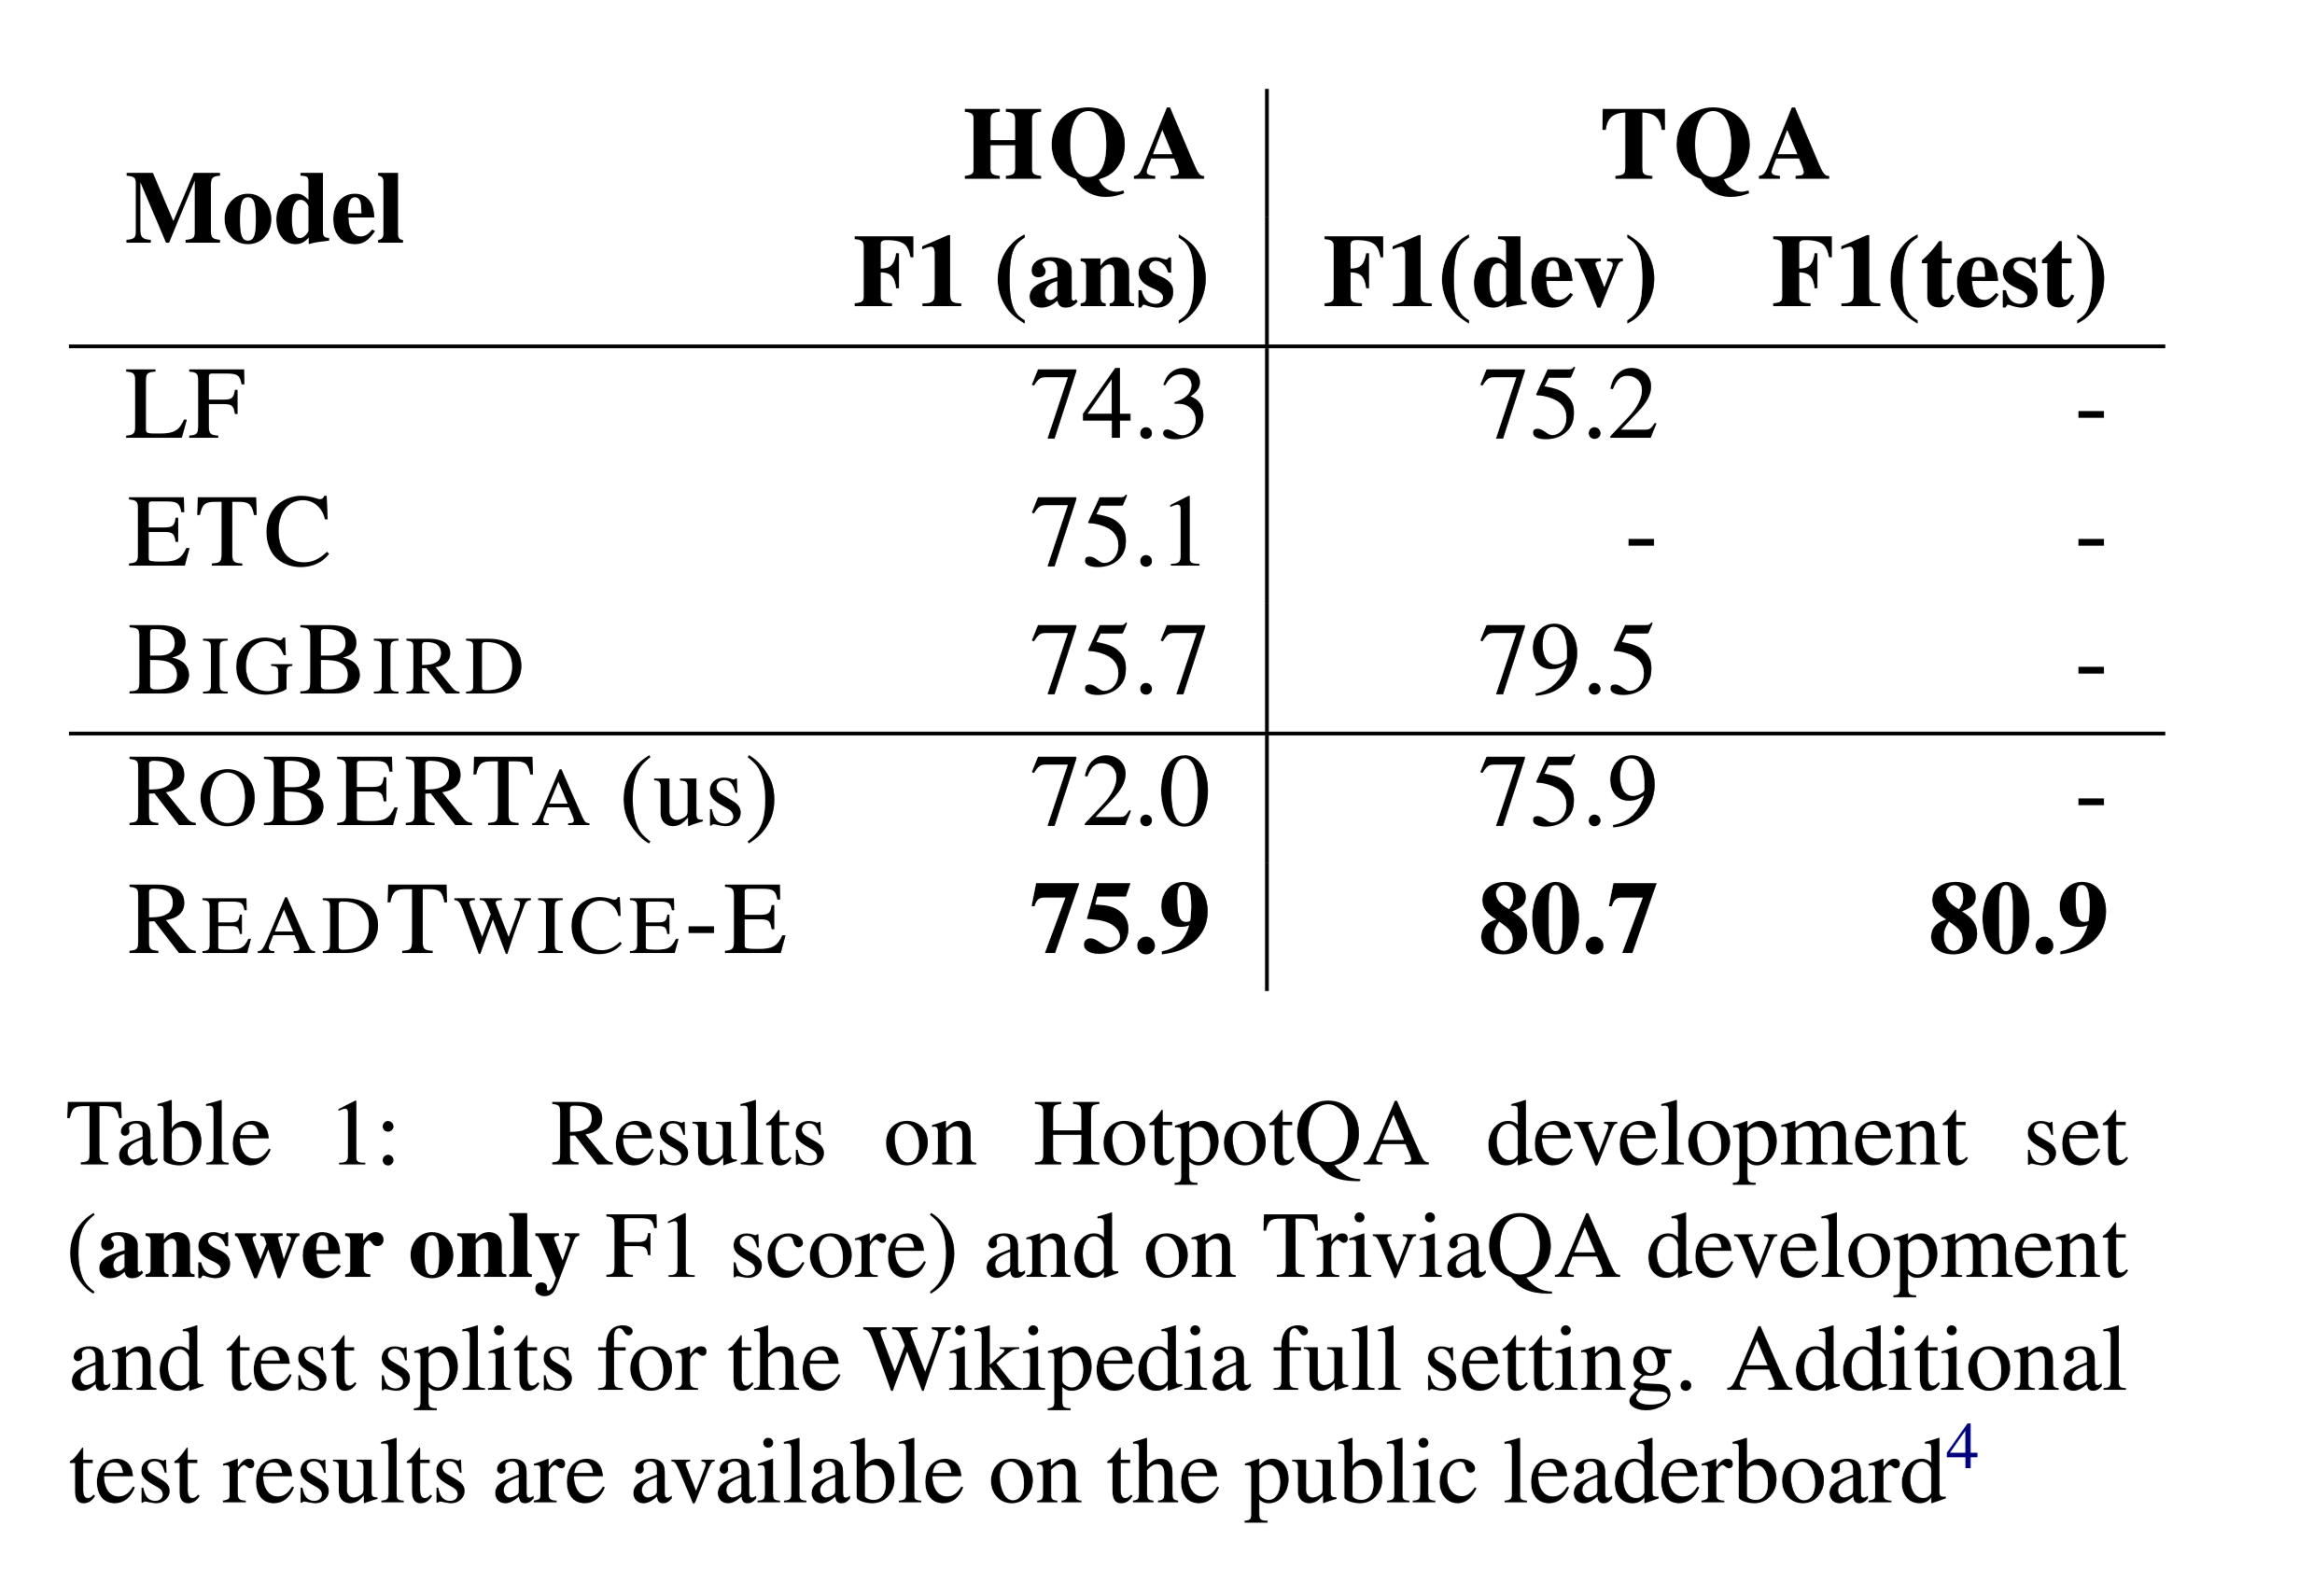 Model HQA TQA
F1 (ans) F1(dev) F1(test)
LF 74.3 75.2 -
ETC 75.1 - -
BIGBIRD 75.7 79.5 -
ROBERTA (us) 72.0 75.9 -
READTWICE-E 75.9 80.7 80.9
Table 1: Results on HotpotQA development set
(answer only F1 score) and on TriviaQA development
and test splits for the Wikipedia full setting. Additional
test results are available on the public leaderboard4